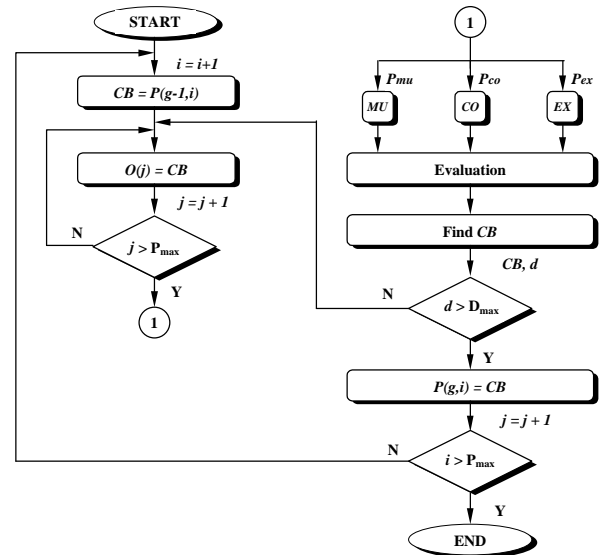 START
i = i+1
CB = P(g-1,i)
O(j) = CB
j = j + 1
N
j > Pmax
Y
1
1
Pmu
Pco
Pex
MU
CO
EX
Evaluation
Find CB
CB, d
N
d > Dmax
Y
P(g,i) = CB
j = j + 1
N
i > Pmax
Y
END